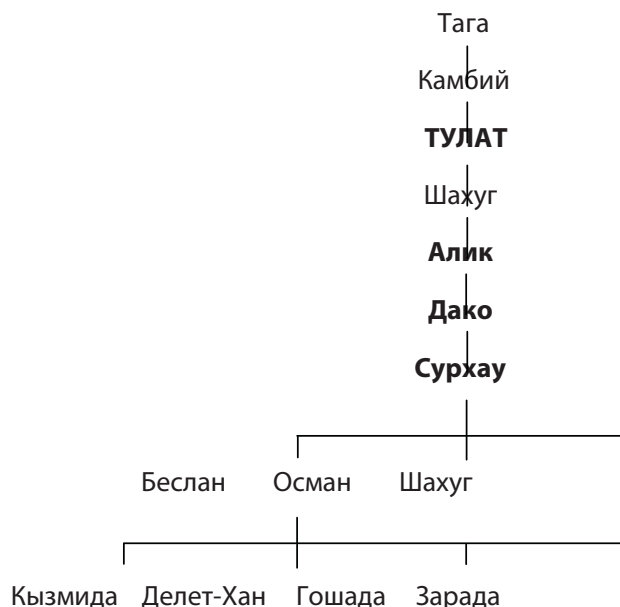 Тага
Камбий
ТУЛАТ
Шахуг
Алик
Дако
Сурхау
Беслан Осман Шахуг
Кызмида Делет-Хан Гошада Зарада